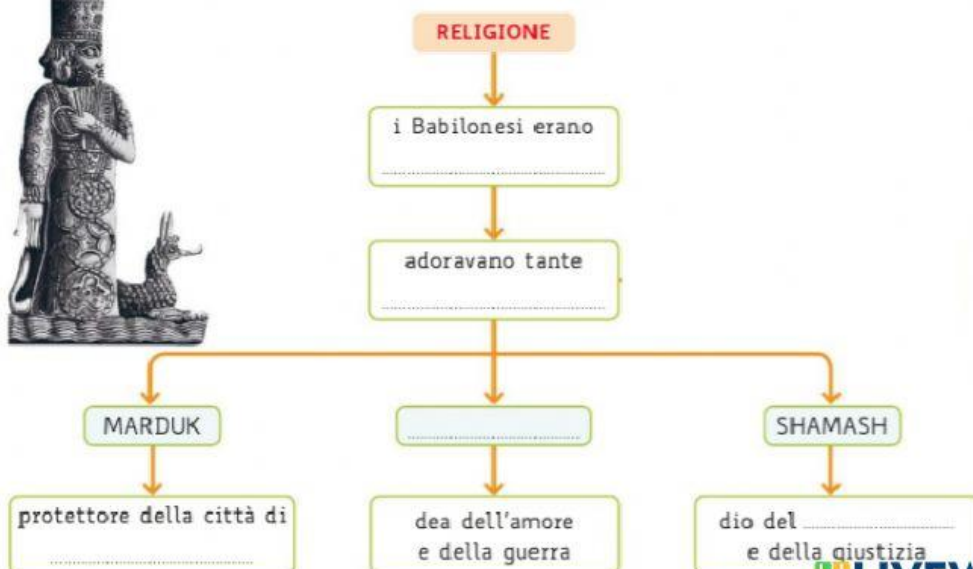 RELIGIONE
i Babilonesi erano
adoravano tante
MARDUK
SHAMASH
protettore della città di
dea dell'amore
e della guerra
dio del
e della giustizia